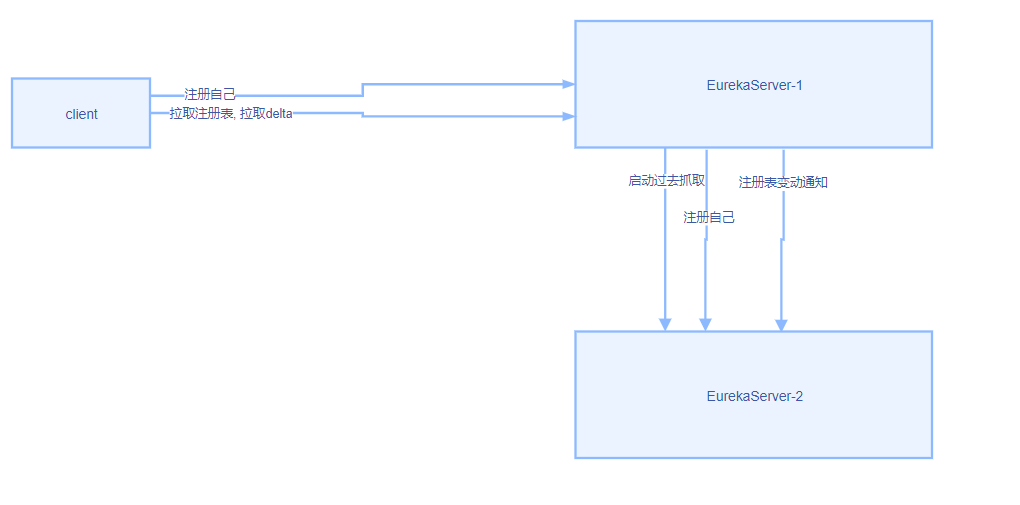 EurekaServer-1
注册自己
client
拉取注册表, 拉取delta
启动过去抓取
注册表变动通知
注册自己
EurekaServer-2